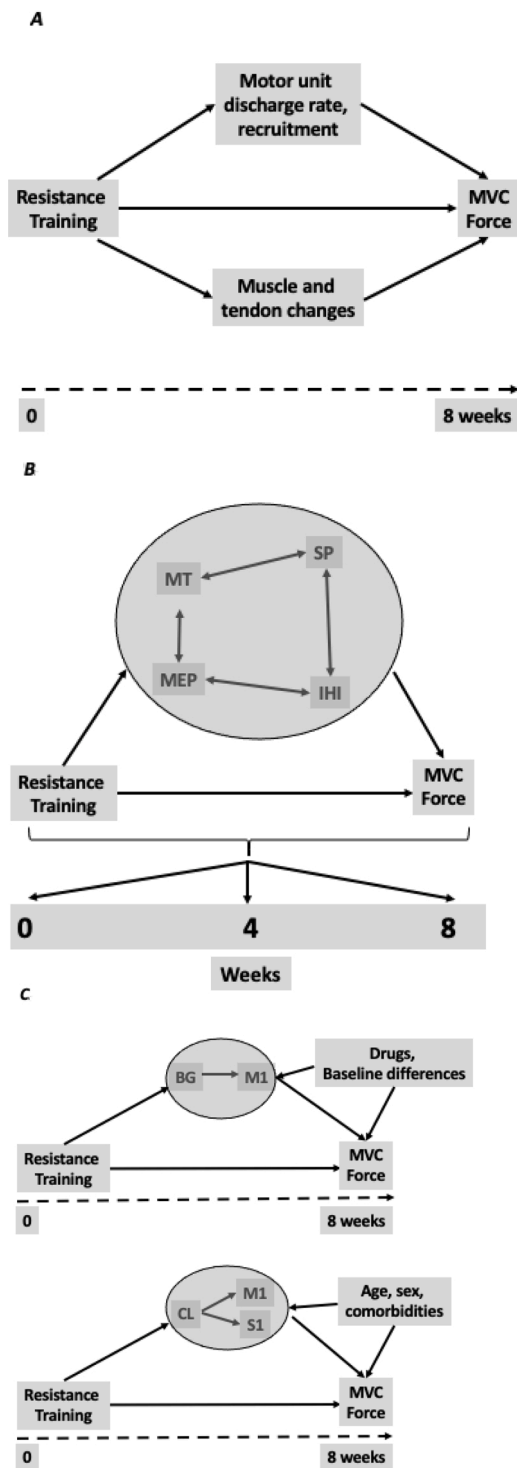 A
Motor unit
discharge rate,
recruitment
Resistance
Training
MVC
Force
Muscle and
tendon changes
0
8 weeks
B
SP
MT
MEP
IHI
Resistance
Training
MVC
Force
0
4
8
Weeks
C
BG
M1
Drugs,
Baseline differences
Resistance
Training
MVC
Force
0
8 weeks
M1
CL
S1
Age, sex,
comorbidities
Resistance
Training
MVC
Force
0
8 weeks